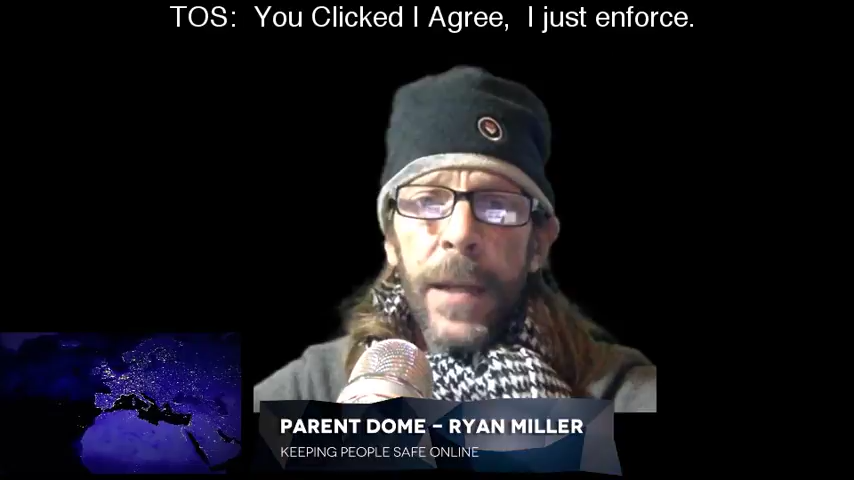 TOS:  You Clicked I Agree,  I just enforce.
PARENT DOME - RYAN MILLER
KEEPING PEOPLE SAFE ONLINE